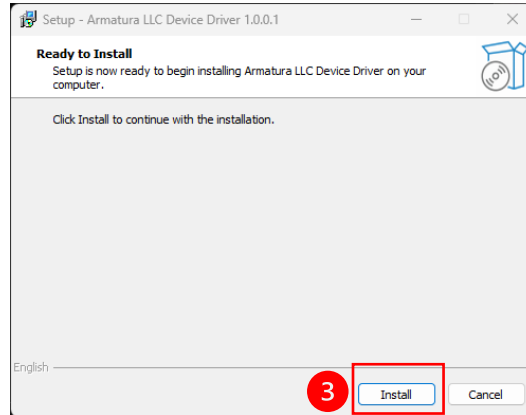 Setup - Armatura LLC Device Driver 1.0.0.1
Ready to Install
Setup is now ready to begin installing Armatura LLC Device Driver on your
computer.
Click Install to continue with the installation.
English
3
Install
Cancel